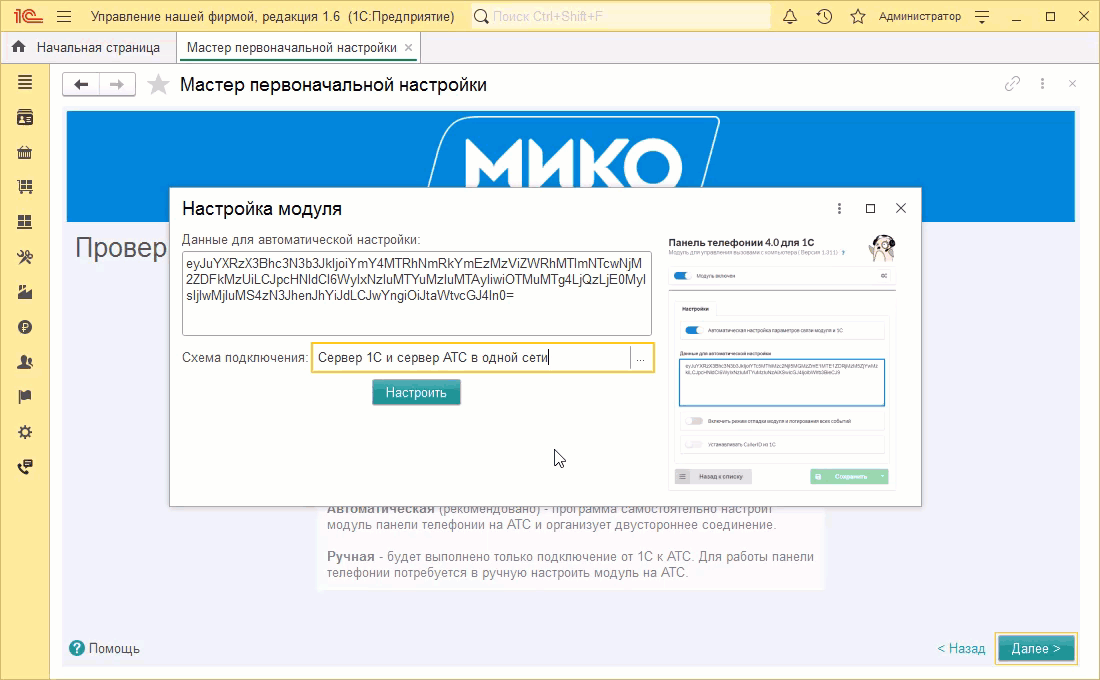 Управление нашей фирмой, редакция 1.6 (1С:Предприятие)
Поиск Ctrl+Shift+F
Администратор
Начальная страница
Мастер первоначальной настройки
Мастер первоначальной настройки
МИКО
Провер
Настройка модуля
Данные для автоматической настройки:
Схема подключения:
Сервер 1С и сервер АТС в одной сети
...
Настроить
Панель телефонии 4.0 для 1С
Модуль для управления вызовами с компьютера ( Версия 1.311) ?
Модуль включен
Настройки
Автоматическая настройка параметров связи модуля и 1С
Данные для автоматической настройки
Включить режим отладки модуля и логирования всех событий
Устанавливать CallerID из 1С
Назад к списку
Сохранить
Автоматическая (рекомендовано) - программа самостоятельно настроит
модуль панели телефонии на АТС и организует двустороннее соединение.
Ручная - будет выполнено только подключение от 1С к АТС. Для работы панели
телефонии потребуется в ручную настроить модуль на АТС.
? Помощь
< Назад
Далее >